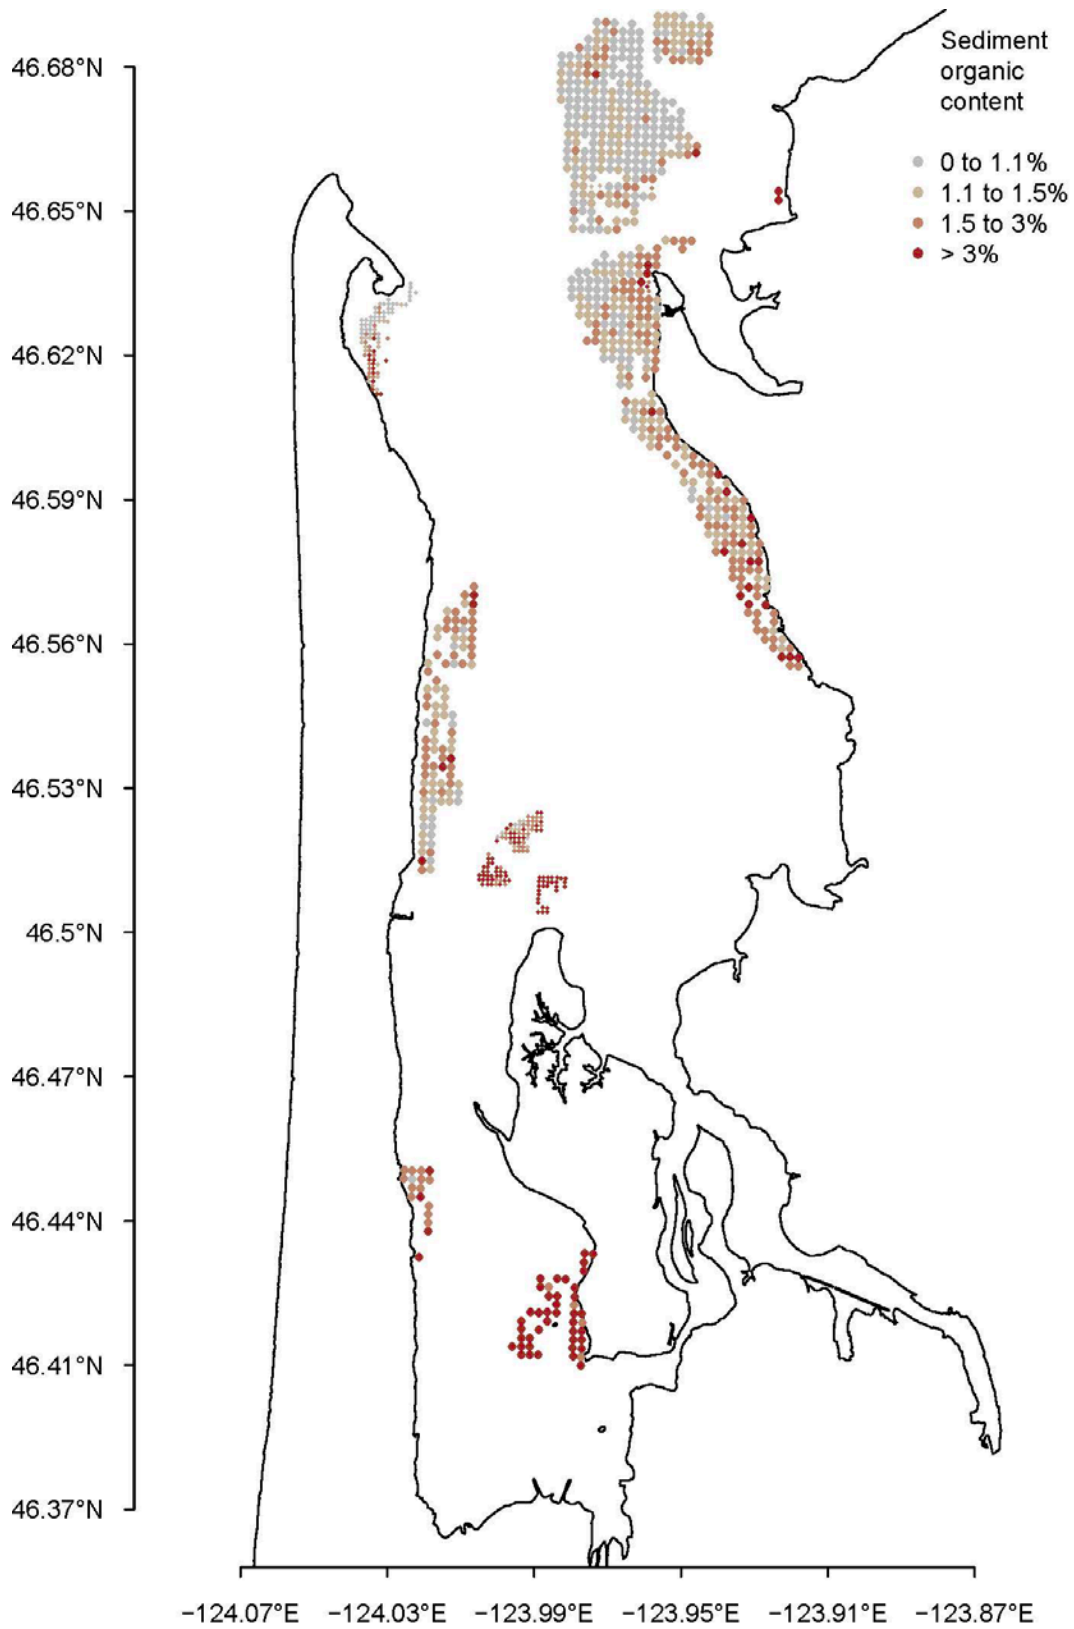 Sediment
organic
content
0 to 1.1%
1.1 to 1.5%
1.5 to 3%
> 3%
46.68°N
46.65°N
46.62°N
46.59°N
46.56°N
46.53°N
46.5°N
46.47°N
46.44°N
46.41°N
46.37°N
−124.07°E −124.03°E −123.99°E −123.95°E −123.91°E −123.87°E